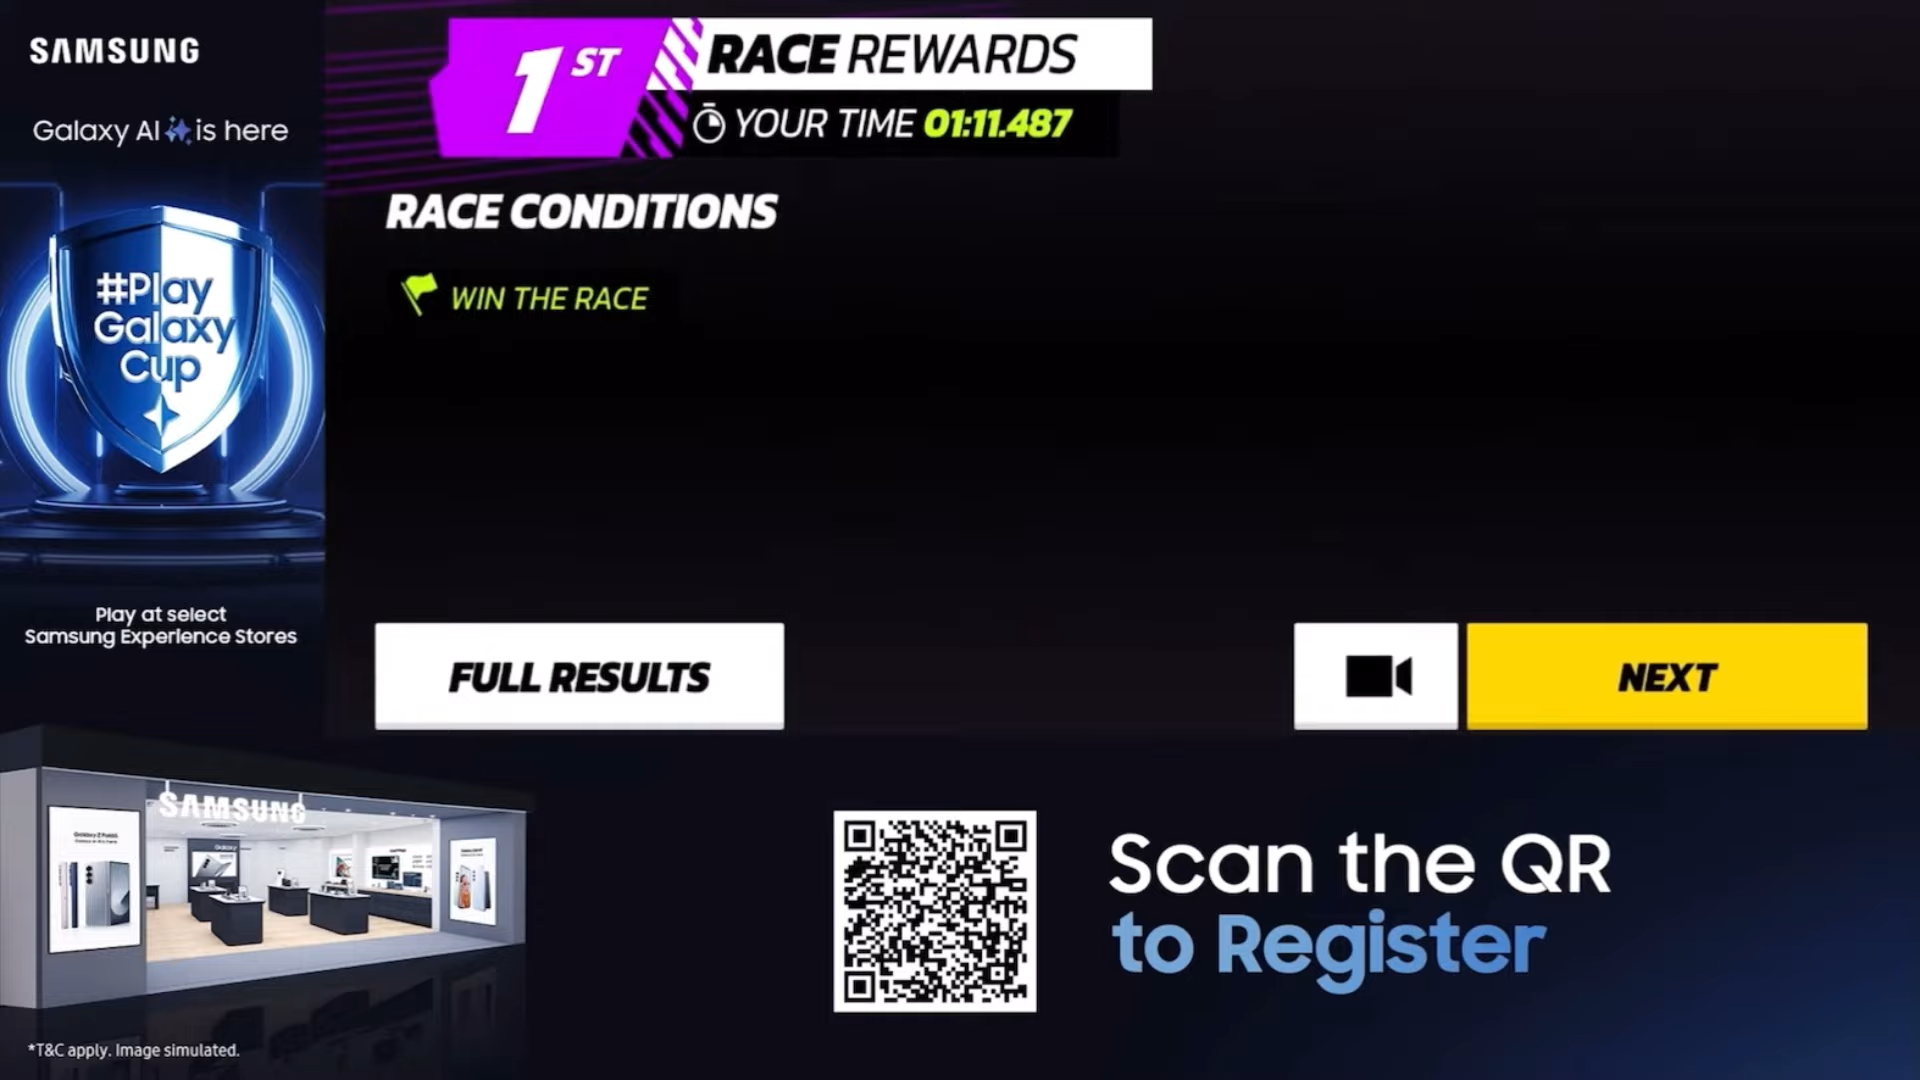 SAMSUNG
Galaxy AI is here
#Play
Galaxy
Cup
Play at select
Samsung Experience Stores
1ST
RACE REWARDS
YOUR TIME 01:11.487
RACE CONDITIONS
WIN THE RACE
FULL RESULTS
NEXT
SAMSUNG
Scan the QR
to Register
*T&C apply. Image simulated.